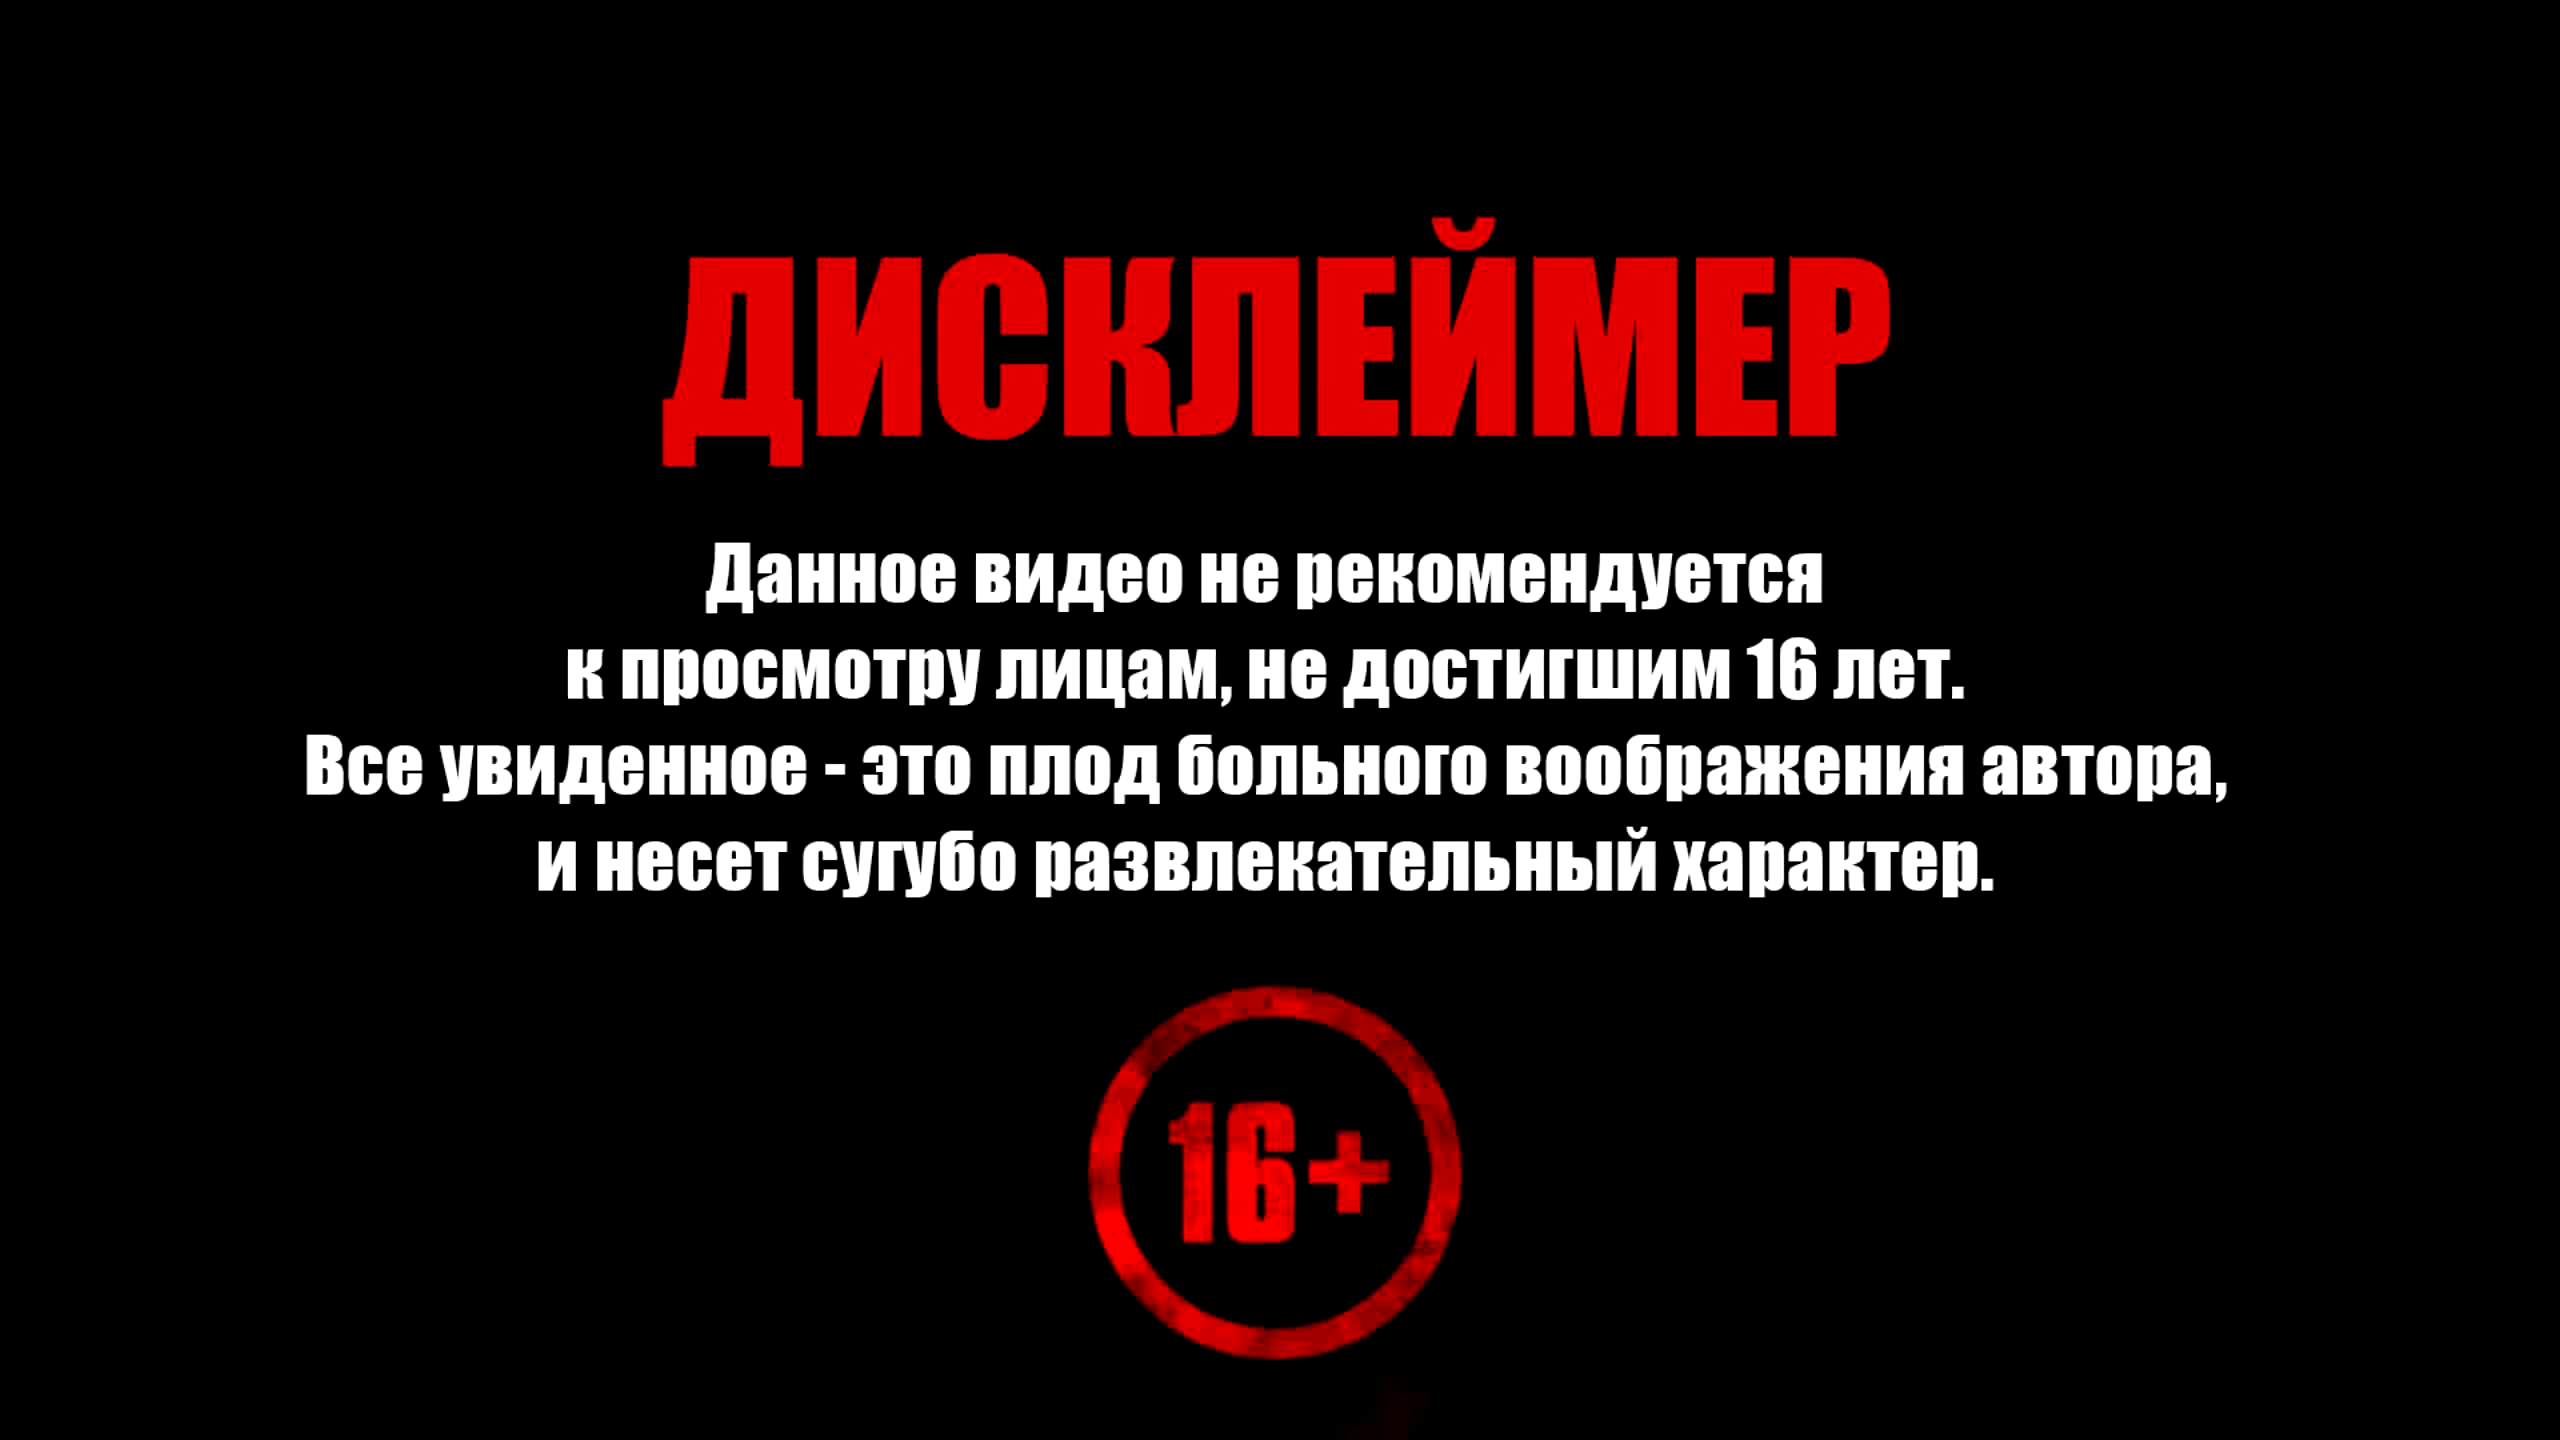 ДИСКЛЕЙМЕР
Данное видео не рекомендуется
к просмотру лицам, не достигшим 16 лет.
Все увиденное - это плод больного воображения автора,
и несет сугубо развлекательный характер.
16+